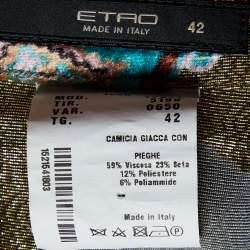 ETRO
MADE IN ITALY 42
MOD.
TIR.
VAR. 0650
TG. 42
CAMICIA GIACCA CON
PIEGHE
59% Viscosa 23% Seta
12% Poliestere
6% Poliammide
Made in Italy